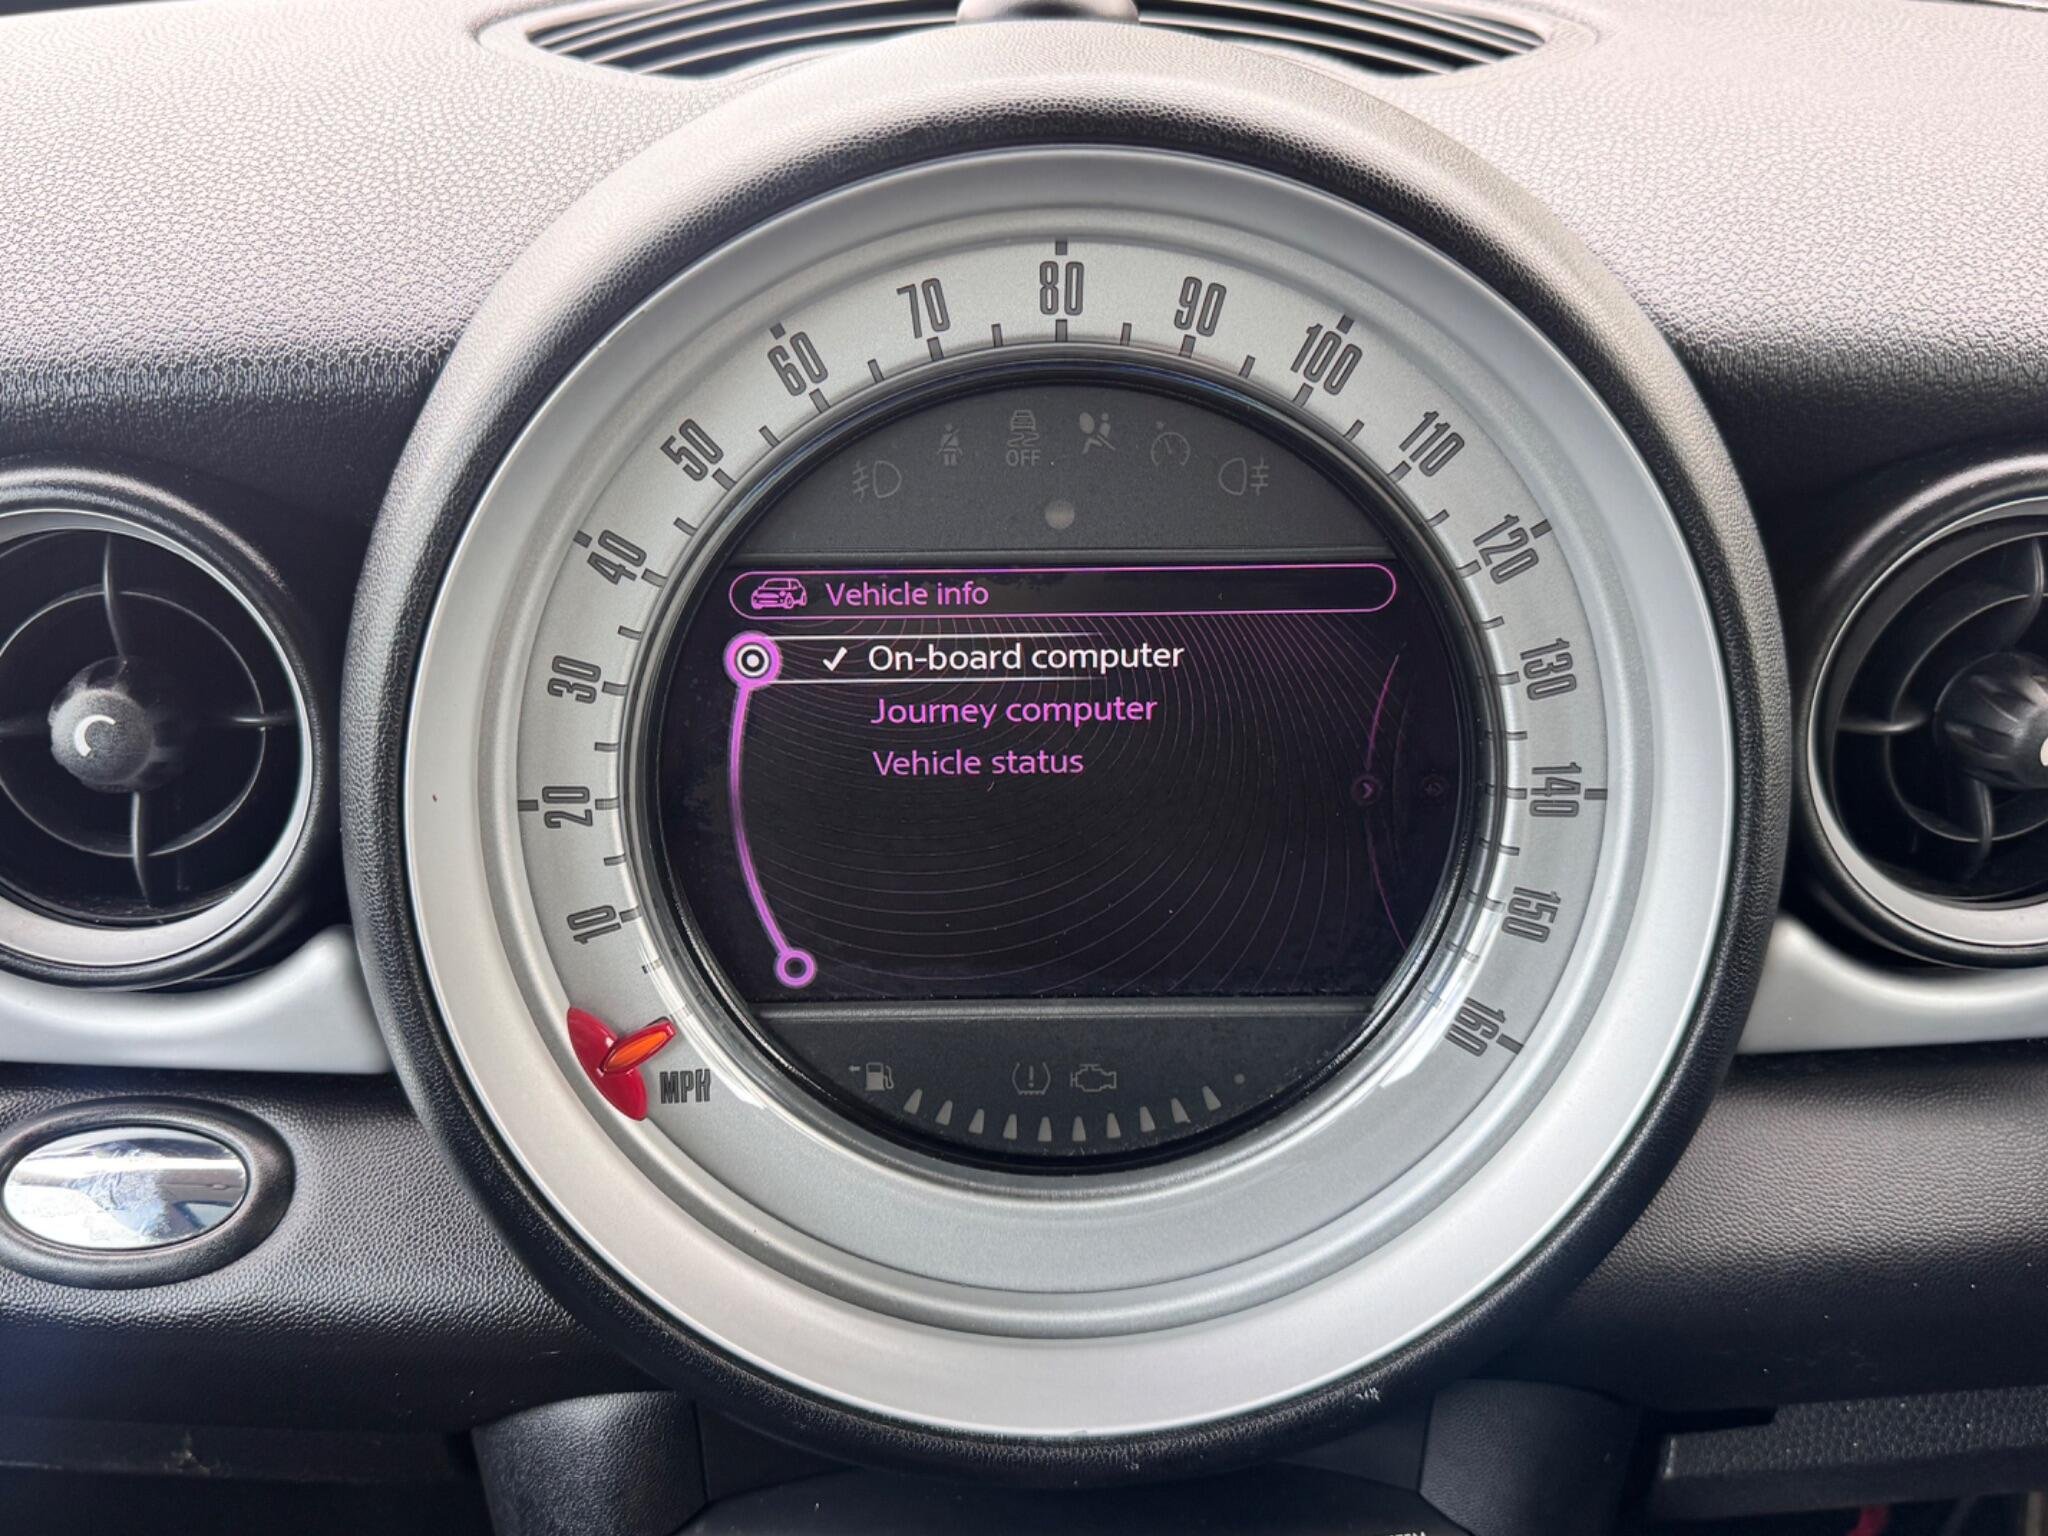 80
70
90
60
100
50
110
OFF
40
120
Vehicle info
On-board computer
30
130
Journey computer
Vehicle status
20
140
10
150
160
MPH